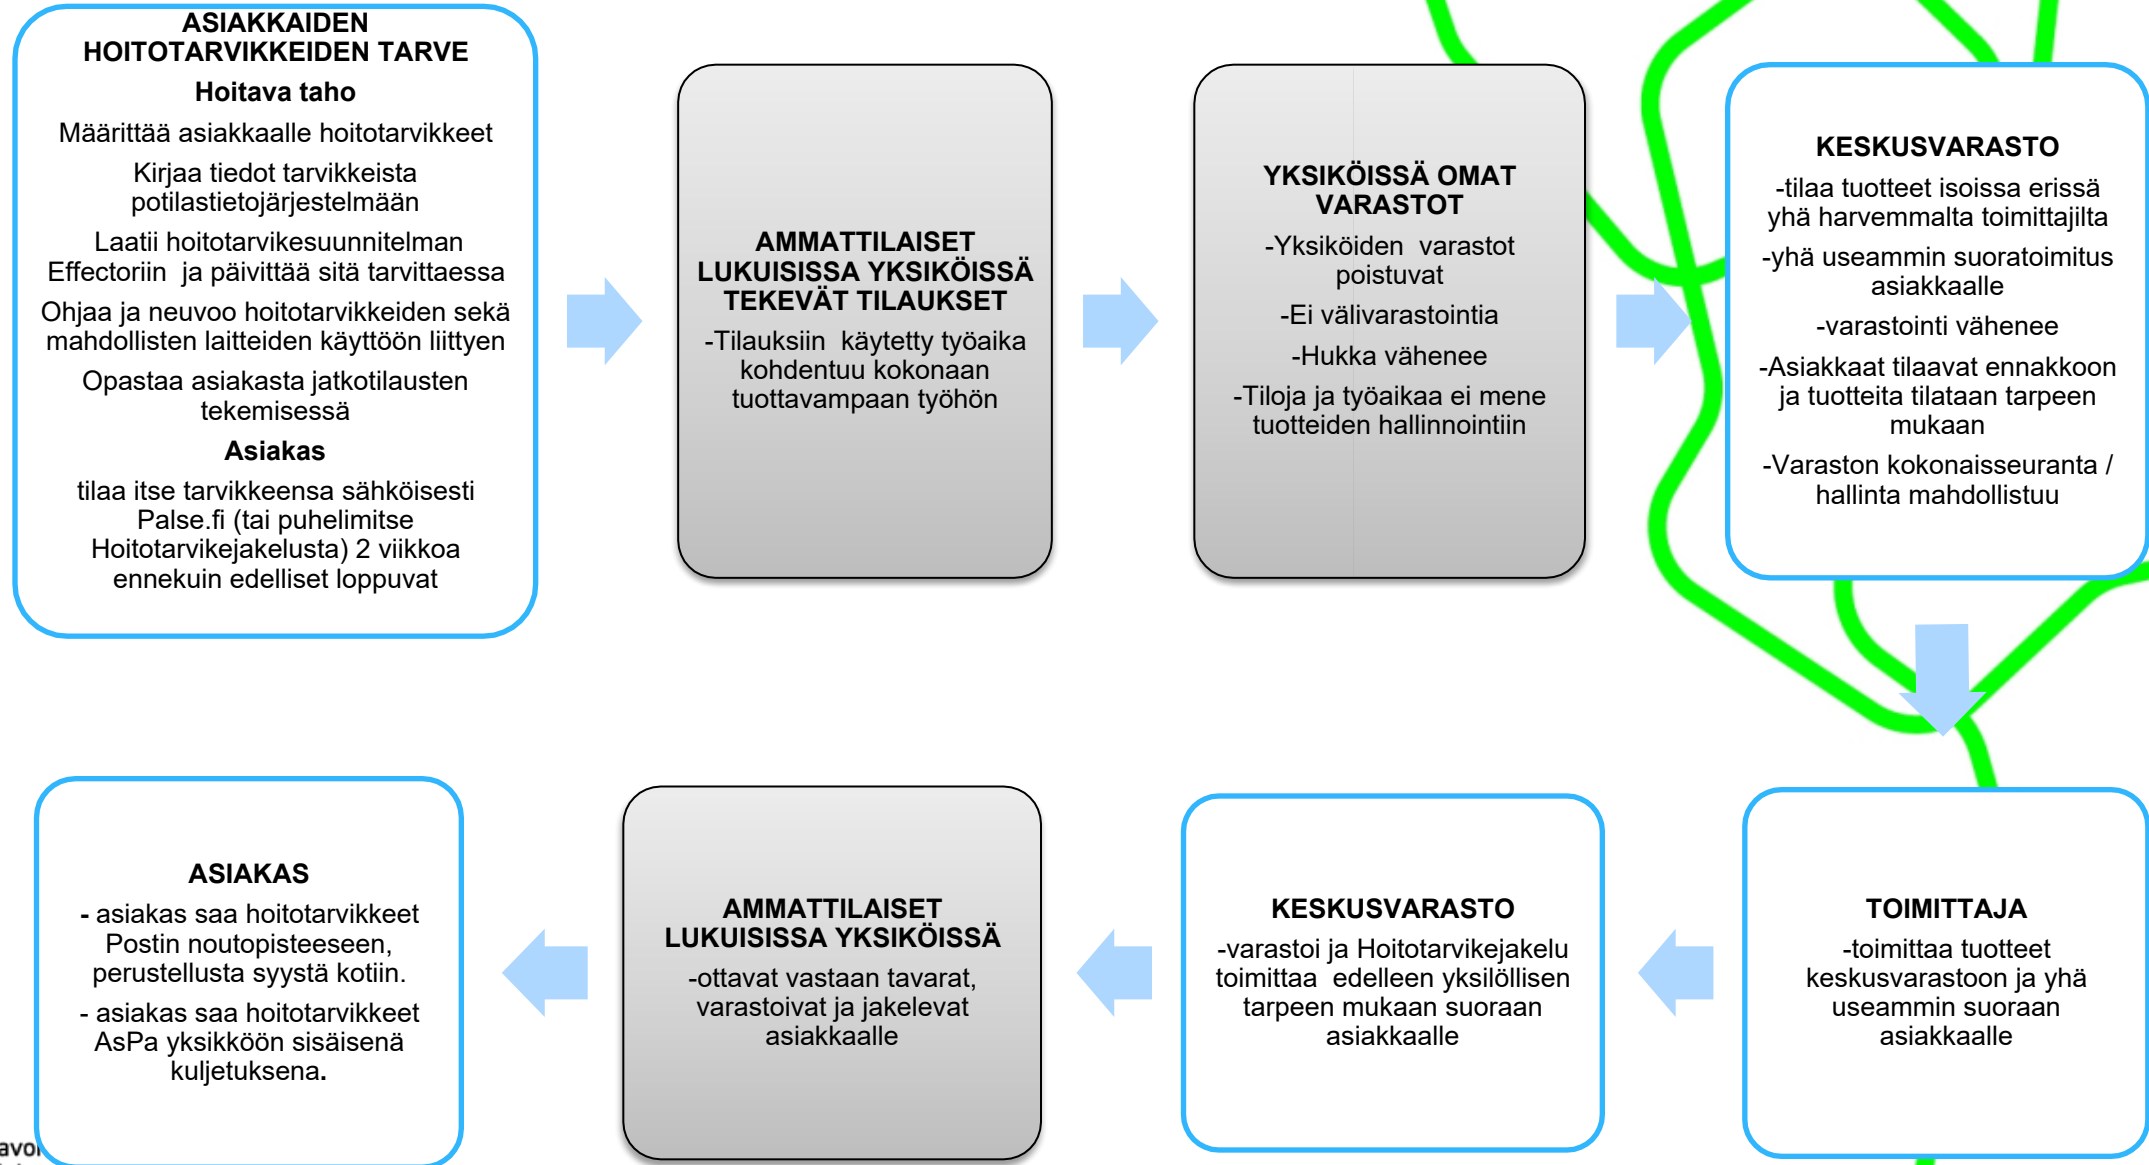 ASIAKKAIDEN
HOITOTARVIKKEIDEN TARVE
Hoitava taho
Määrittää asiakkaalle hoitotarvikkeet
Kirjaa tiedot tarvikkeista
potilastietojärjestelmään
Laatii hoitotarvikesuunnitelman
Effectoriin ja päivittää sitä tarvittaessa
Ohjaa ja neuvoo hoitotarvikkeiden sekä
mahdollisten laitteiden käyttöön liittyen
Opastaa asiakasta jatkotilausten
tekemisessä
Asiakas
tilaa itse tarvikkeensa sähköisesti
Palse.fi (tai puhelimitse
Hoitotarvikejakelusta) 2 viikkoa
ennekuin edelliset loppuvat
AMMATTILAISET
LUKUISISSA YKSIKÖISSÄ
TEKEVÄT TILAUKSET
-Tilauksiin käytetty työaika
kohdentuu kokonaan
tuottavampaan työhön
YKSIKÖISSÄ OMAT
VARASTOT
-Yksiköiden varastot
poistuvat
-Ei välivarastointia
-Hukka vähenee
-Tiloja ja työaikaa ei mene
tuotteiden hallinnointiin
KESKUSVARASTO
-tilaa tuotteet isoissa erissä
yhä harvemmalta toimittajilta
-yhä useammin suoratoimitus
asiakkaalle
-varastointi vähenee
-Asiakkaat tilaavat ennakkoon
ja tuotteita tilataan tarpeen
mukaan
-Varaston kokonaisseuranta /
hallinta mahdollistuu
TOIMITTAJA
-toimittaa tuotteet
keskusvarastoon ja yhä
useammin suoraan
asiakkaalle
KESKUSVARASTO
-varastoi ja Hoitotarvikejakelu
toimittaa edelleen yksilöllisen
tarpeen mukaan suoraan
asiakkaalle
AMMATTILAISET
LUKUISISSA YKSIKÖISSÄ
-ottavat vastaan tavarat,
varastoivat ja jakelevat
asiakkaalle
ASIAKAS
- asiakas saa hoitotarvikkeet
Postin noutopisteeseen,
perustellusta syystä kotiin.
- asiakas saa hoitotarvikkeet
AsPa yksikköön sisäisenä
kuljetuksena.